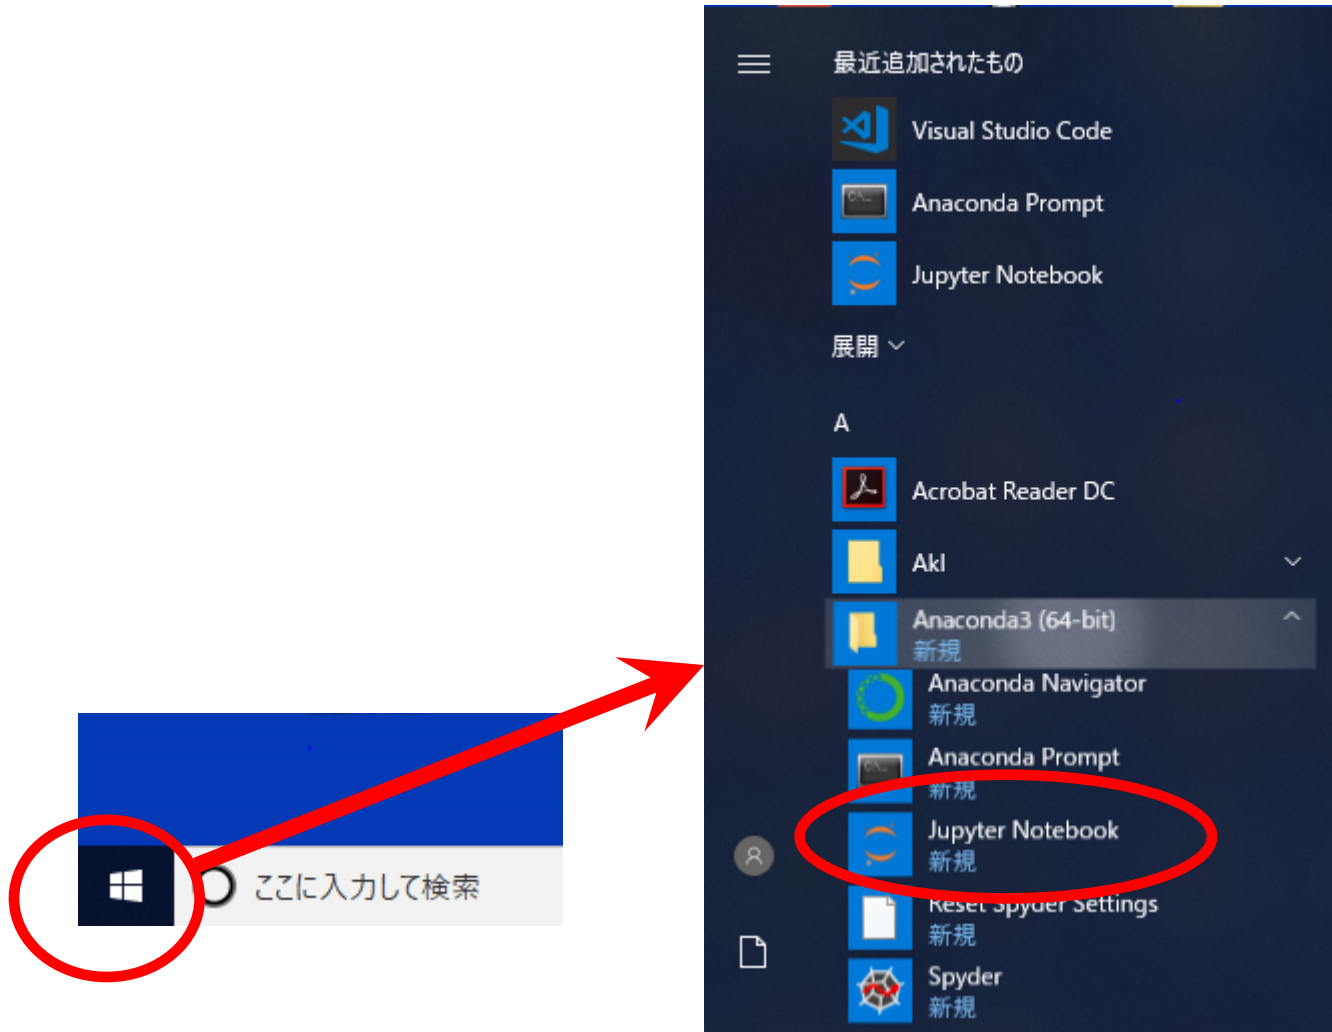 最近追加されたもの
Visual Studio Code
Anaconda Prompt
Jupyter Notebook
展開
A
Acrobat Reader DC
Akl
Anaconda3 (64-bit)
新規
Anaconda Navigator
新規
Anaconda Prompt
新規
Jupyter Notebook
新規
Reset Spyder Settings
新規
Spyder
新規
ここに入力して検索